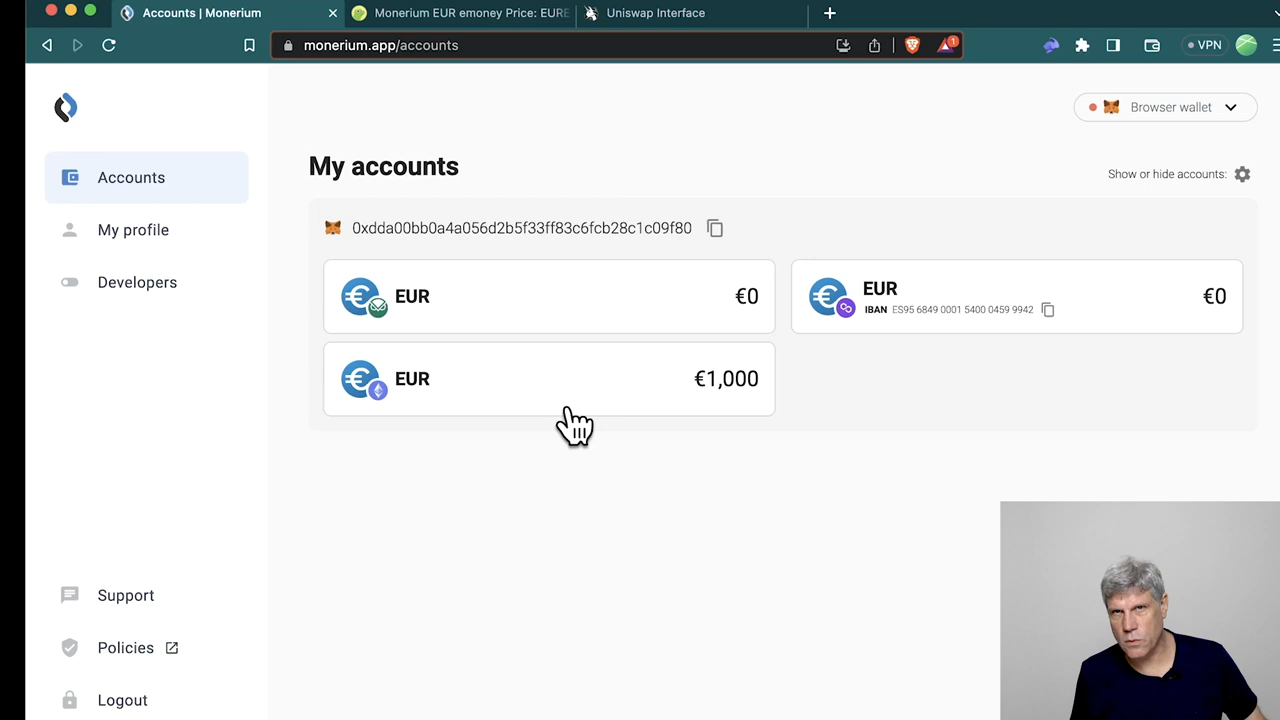 Accounts | Monerium
Monerium EUR emoney Price: EURE
Uniswap Interface
monerium.app/accounts
1
VPN
Browser wallet
Accounts
My profile
Developers
My accounts
Show or hide accounts:
0xdda00bb0a4a056d2b5f33ff83c6fcb28c1c09f80
EUR
€0
EUR
IBAN ES95 6849 0001 5400 0459 9942
€0
EUR
€1,000
Support
Policies
Logout